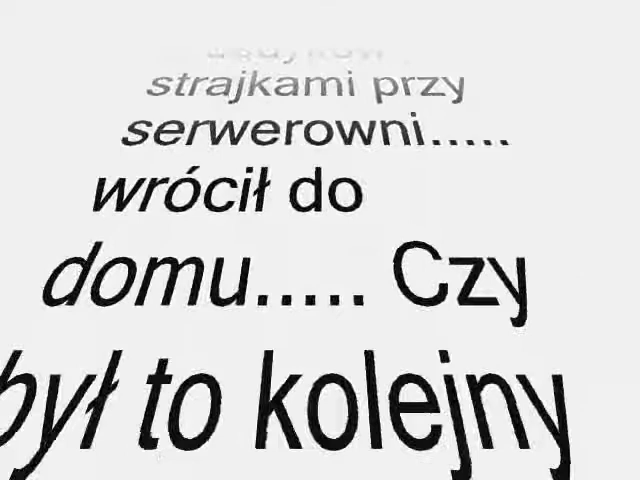 strajkami przy
serwerowni.....
wrócił do
domu..... Czy
był to kolejny